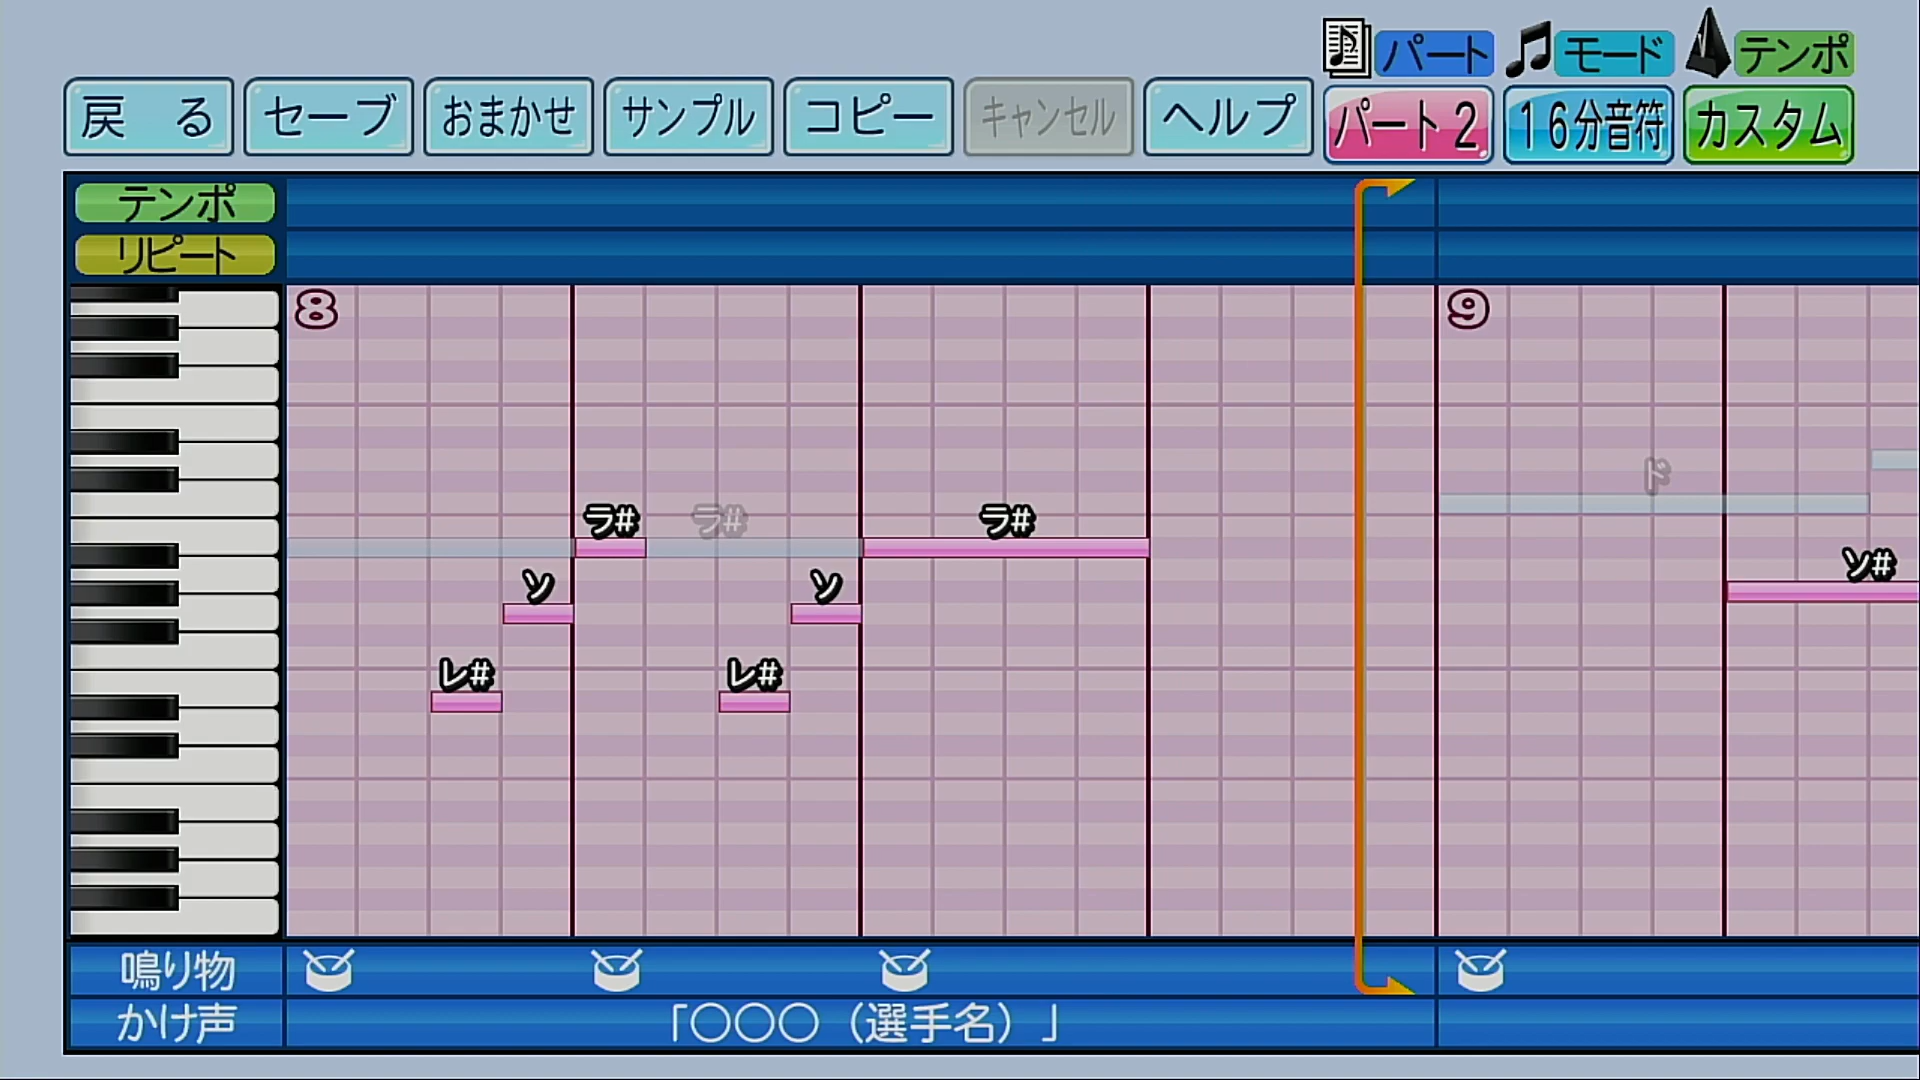 パート モード テンポ
戻 る セーブ おまかせ サンプル コピー キャンセル ヘルプ パート2 16分音符 カスタム
テンポ
リピート
8 9
ド
ラ# ラ# ラ#
ソ ソ ソ#
レ# レ#
鳴り物
かけ声 「〇〇〇（選手名）」